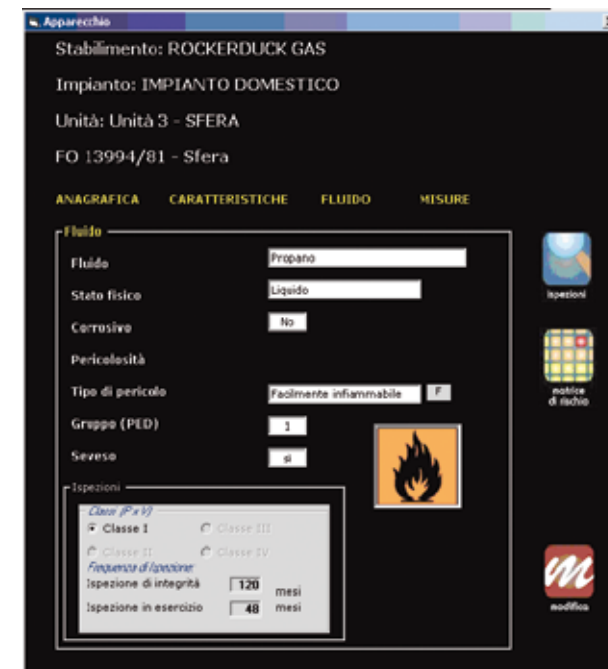 Apparecchio
Stabilimento: ROCKERDUCK GAS
Impianto: IMPIANTO DOMESTICO
Unità: Unità 3 - SFERA
FO 13994/81 - Sfera
ANAGRAFICA CARATTERISTICHE FLUIDO MISURE
Fluido
Fluido Propano
Stato fisico Liquido
Corrosivo No
Pericolosità
Tipo di pericolo Facilmente infiammabile F
Gruppo (PED) 1
Seveso si
Ispezioni
Classi (P x V)
Classe I Classe III
Classe II Classe IV
Frequenza di Ispezione:
Ispezione di integrità 120 mesi
Ispezione in esercizio 48 mesi
ispezioni
matrice
di rischio
m
modifica